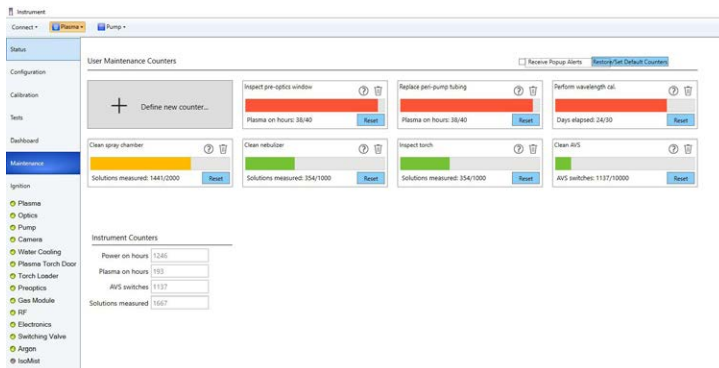 Instrument
Connect Plasma Pump
Status
Configuration
Calibration
Tests
Dashboard
Maintenance
Ignition
Plasma
Optics
Pump
Camera
Water Cooling
Plasma Torch Door
Torch Loader
Preoptics
Gas Module
RF
Electronics
Switching Valve
Argon
IsoMist
User Maintenance Counters
Receive Popup Alerts
Restore/Set Default Counters
Define new counter...
Inspect pre-optics window
Plasma on hours: 38/40
Reset
Replace peri-pump tubing
Plasma on hours: 38/40
Reset
Perform wavelength cal.
Days elapsed: 24/30
Reset
Clean spray chamber
Solutions measured: 1441/2000
Reset
Clean nebulizer
Solutions measured: 354/1000
Reset
Inspect torch
Solutions measured: 354/1000
Reset
Clean AVS
AVS switches: 1137/10000
Reset
Instrument Counters
Power on hours 1246
Plasma on hours 193
AVS switches 1137
Solutions measured 1667